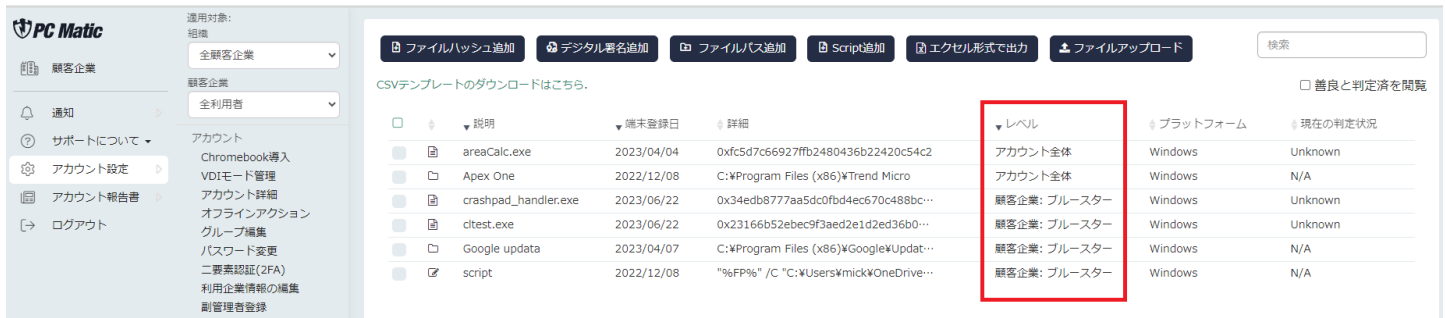 PC Matic
顧客企業
通知
サポートについて
アカウント設定
アカウント報告書
ログアウト
適用対象:
組織
全顧客企業
顧客企業
全利用者
アカウント
Chromebook導入
VDIモード管理
アカウント詳細
オフラインアクション
グループ編集
パスワード変更
二要素認証(2FA)
利用企業情報の編集
副管理者登録
ファイルハッシュ追加 デジタル署名追加 ファイルパス追加 Script追加 エクセル形式で出力 ファイルアップロード 検索
CSVテンプレートのダウンロードはこちら. 善良と判定済を閲覧
説明 端末登録日 詳細 レベル プラットフォーム 現在の判定状況
areaCalc.exe 2023/04/04 0xfc5d7c66927ffb2480436b22420c54c2 アカウント全体 Windows Unknown
Apex One 2022/12/08 C:¥Program Files (x86)¥Trend Micro アカウント全体 Windows N/A
crashpad_handler.exe 2023/06/22 0x34edb8777aa5dc0fbd4ec670c488bc… 顧客企業: ブルースター Windows Unknown
cltest.exe 2023/06/22 0x23166b52ebec9f3aed2e1d2ed36b0… 顧客企業: ブルースター Windows Unknown
Google updata 2023/04/07 C:¥Program Files (x86)¥Google¥Updat… 顧客企業: ブルースター Windows N/A
script 2022/12/08 "%FP%" /C "C:¥Users¥mick¥OneDrive… 顧客企業: ブルースター Windows N/A